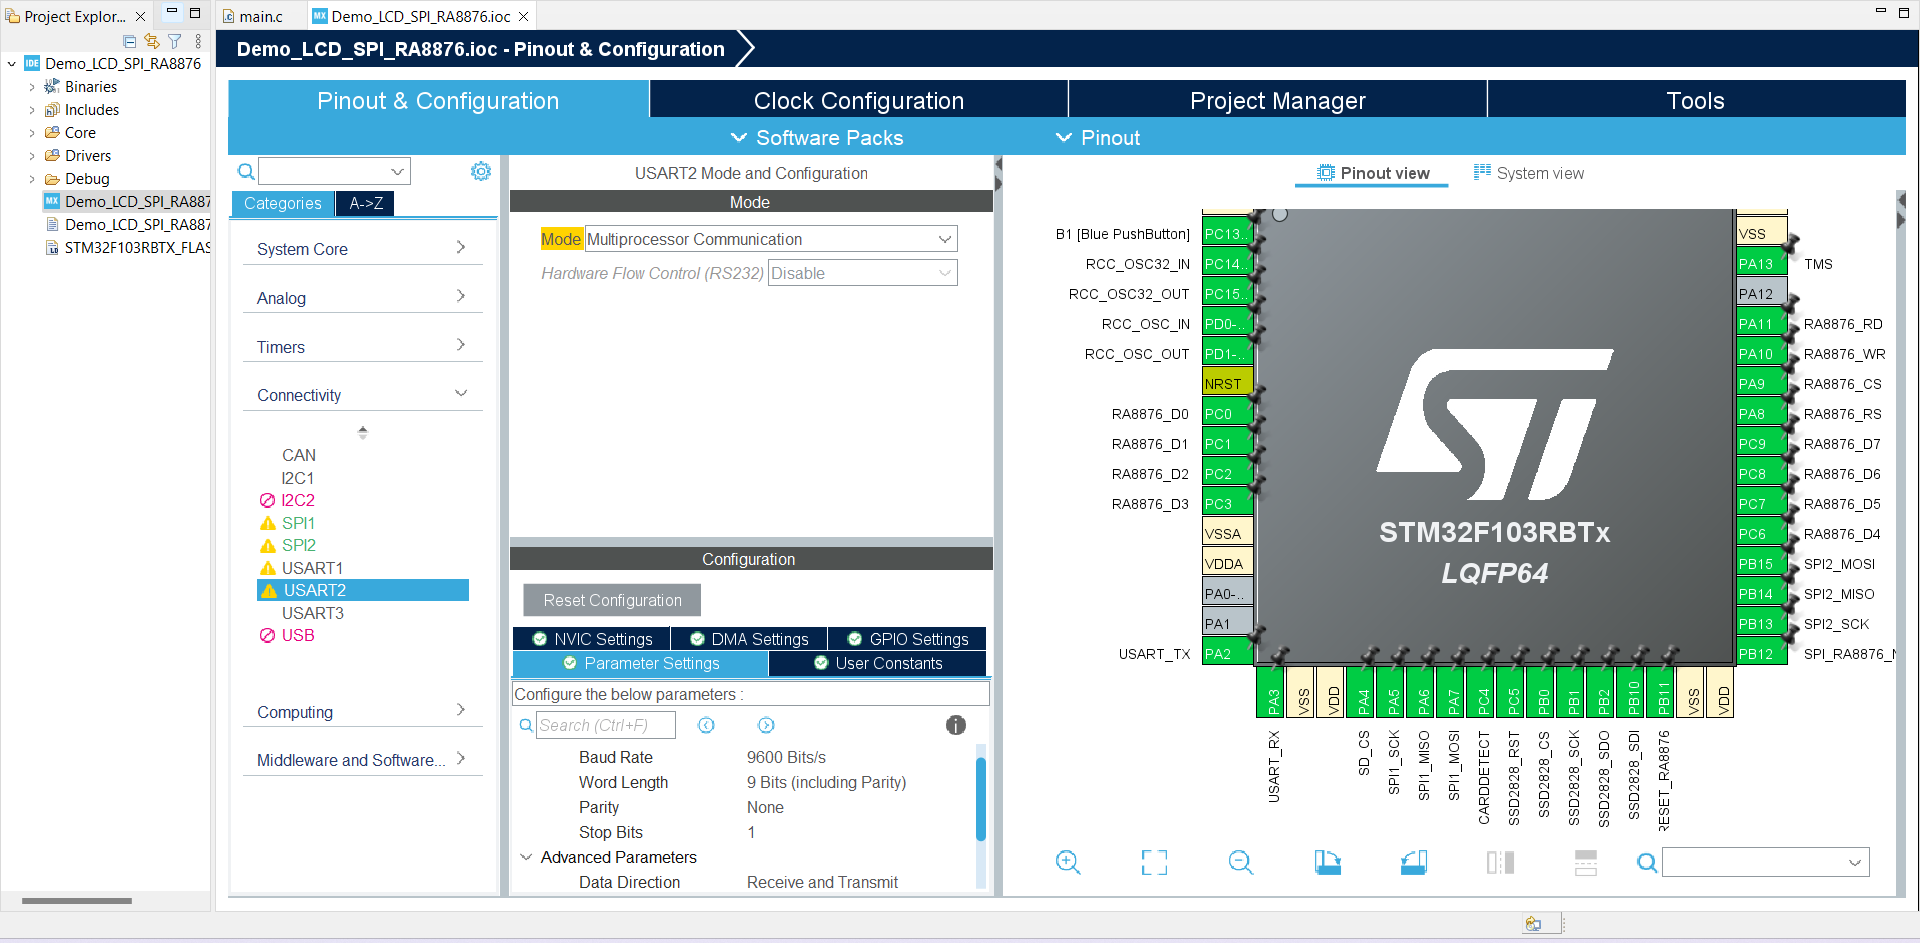 Project Explor...
main.c
Demo_LCD_SPI_RA8876.ioc
IDE Demo_LCD_SPI_RA8876
Binaries
Includes
Core
Drivers
Debug
MX Demo_LCD_SPI_RA887
Demo_LCD_SPI_RA887
STM32F103RBTX_FLAS
Demo_LCD_SPI_RA8876.ioc - Pinout & Configuration
Pinout & Configuration
Clock Configuration
Project Manager
Tools
Software Packs
Pinout
Categories
A->Z
System Core
Analog
Timers
Connectivity
CAN
I2C1
I2C2
SPI1
SPI2
USART1
USART2
USART3
USB
Computing
Middleware and Software...
USART2 Mode and Configuration
Mode
Mode Multiprocessor Communication
Hardware Flow Control (RS232) Disable
Configuration
Reset Configuration
NVIC Settings
DMA Settings
GPIO Settings
Parameter Settings
User Constants
Configure the below parameters :
Search (Ctrl+F)
Baud Rate 9600 Bits/s
Word Length 9 Bits (including Parity)
Parity None
Stop Bits 1
Advanced Parameters
Data Direction Receive and Transmit
Pinout view
System view
B1 [Blue PushButton] PC13..
RCC_OSC32_IN PC14..
RCC_OSC32_OUT PC15..
RCC_OSC_IN PD0-..
RCC_OSC_OUT PD1-..
NRST
RA8876_D0 PC0
RA8876_D1 PC1
RA8876_D2 PC2
RA8876_D3 PC3
VSSA
VDDA
PA0-..
PA1
USART_TX PA2
STM32F103RBTx
LQFP64
VSS
PA13 TMS
PA12
PA11 RA8876_RD
PA10 RA8876_WR
PA9 RA8876_CS
PA8 RA8876_RS
PC9 RA8876_D7
PC8 RA8876_D6
PC7 RA8876_D5
PC6 RA8876_D4
PB15 SPI2_MOSI
PB14 SPI2_MISO
PB13 SPI2_SCK
PB12 SPI_RA8876_N
PA3 USART_RX
VSS
VDD
PA4 SD_CS
PA5 SPI1_SCK
PA6 SPI1_MISO
PA7 SPI1_MOSI
PC4 CARDDETECT
PC5 SSD2828_RST
PB0 SSD2828_CS
PB1 SSD2828_SCK
PB2 SSD2828_SDO
PB10 SSD2828_SDI
PB11 RESET_RA8876
VSS
VDD